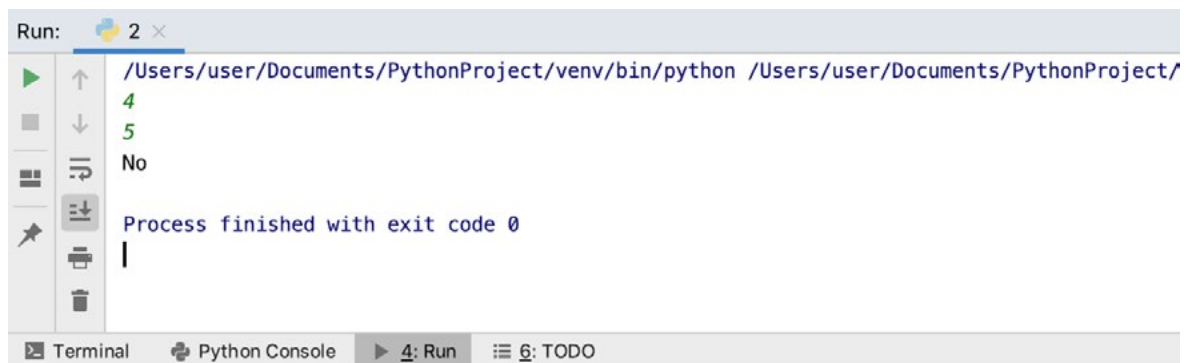 Run: 2
/Users/user/Documents/PythonProject/venv/bin/python /Users/user/Documents/PythonProject/
4
5
No
Process finished with exit code 0
Terminal Python Console 4: Run 6: TODO